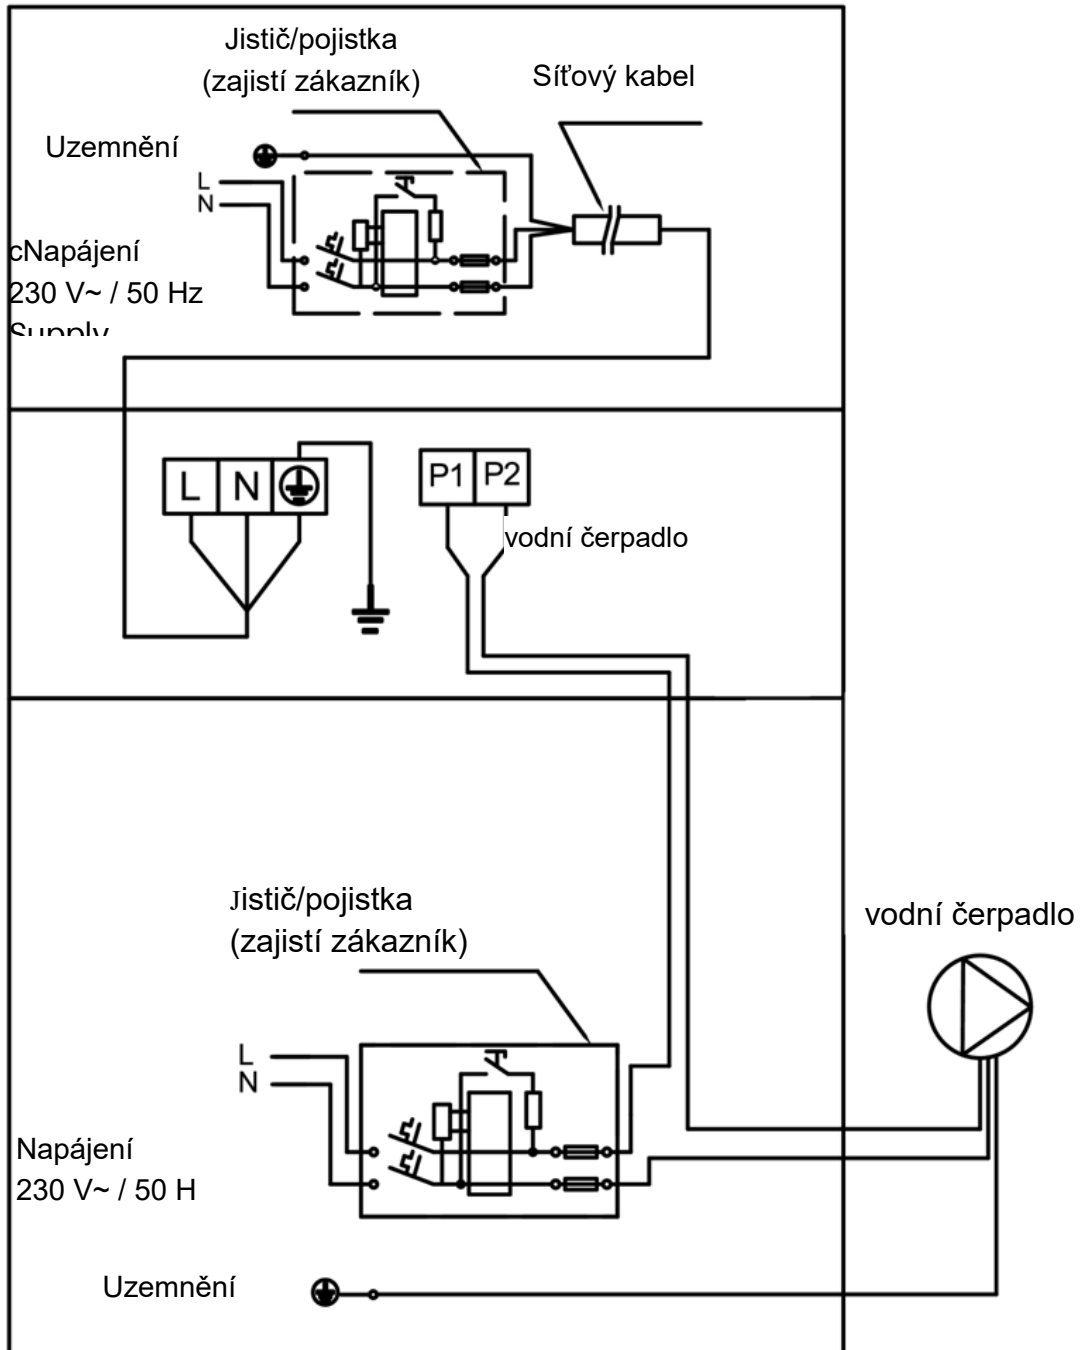 Jistič/pojistka
(zajistí zákazník)
Síťový kabel
Uzemnění
L
N
cNapájení
230 V~ / 50 Hz
Supply
L N
P1 P2
vodní čerpadlo
Jistič/pojistka
(zajistí zákazník)
vodní čerpadlo
L
N
Napájení
230 V~ / 50 H
Uzemnění